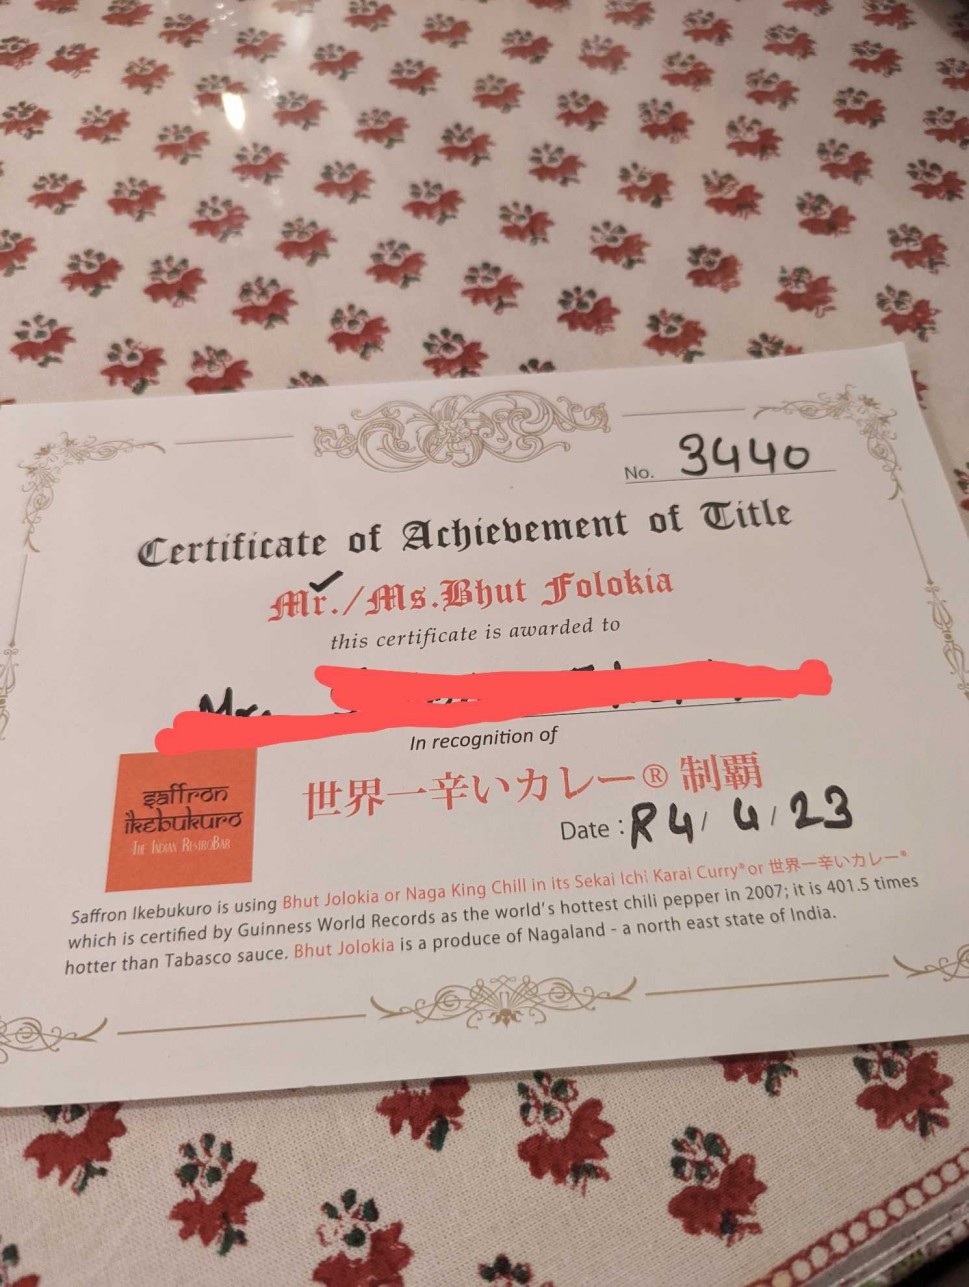 No. 3440
Certificate of Achievement of Title
Mr./Ms.Bhut Folokia
this certificate is awarded to
Mr.
In recognition of
世界一辛いカレー® 制覇
saffron
ikebukuro
THE INDIAN RESTROBAR
Date : R4/ 4/23
Saffron Ikebukuro is using Bhut Jolokia or Naga King Chill in its Sekai Ichi Karai Curry® or 世界一辛いカレー®
which is certified by Guinness World Records as the world's hottest chili pepper in 2007; it is 401.5 times
hotter than Tabasco sauce. Bhut Jolokia is a produce of Nagaland - a north east state of India.